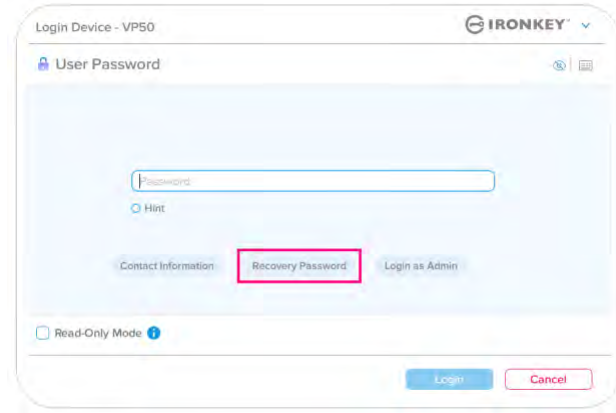 Login Device - VP50
IRONKEY
User Password
Password
Hint
Contact Information Recovery Password Login as Admin
Read-Only Mode
Login Cancel